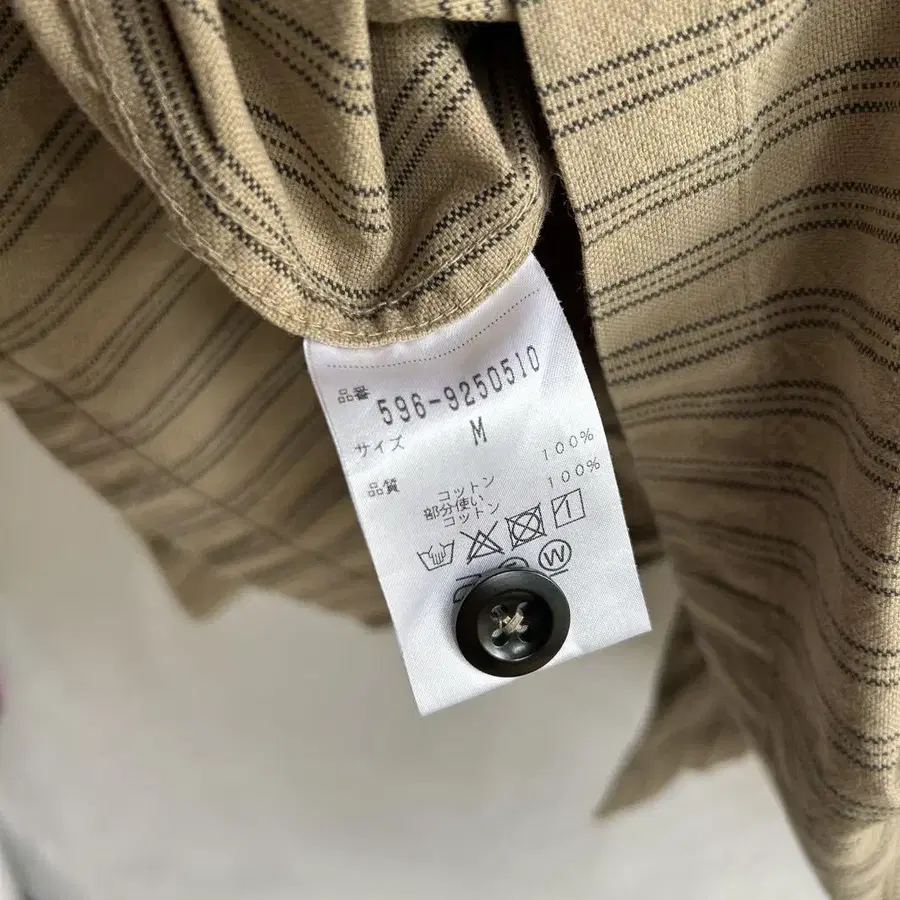 品番 596-9250510
サイズ M
品質 コットン 100%
部分使い
コットン 100%
W